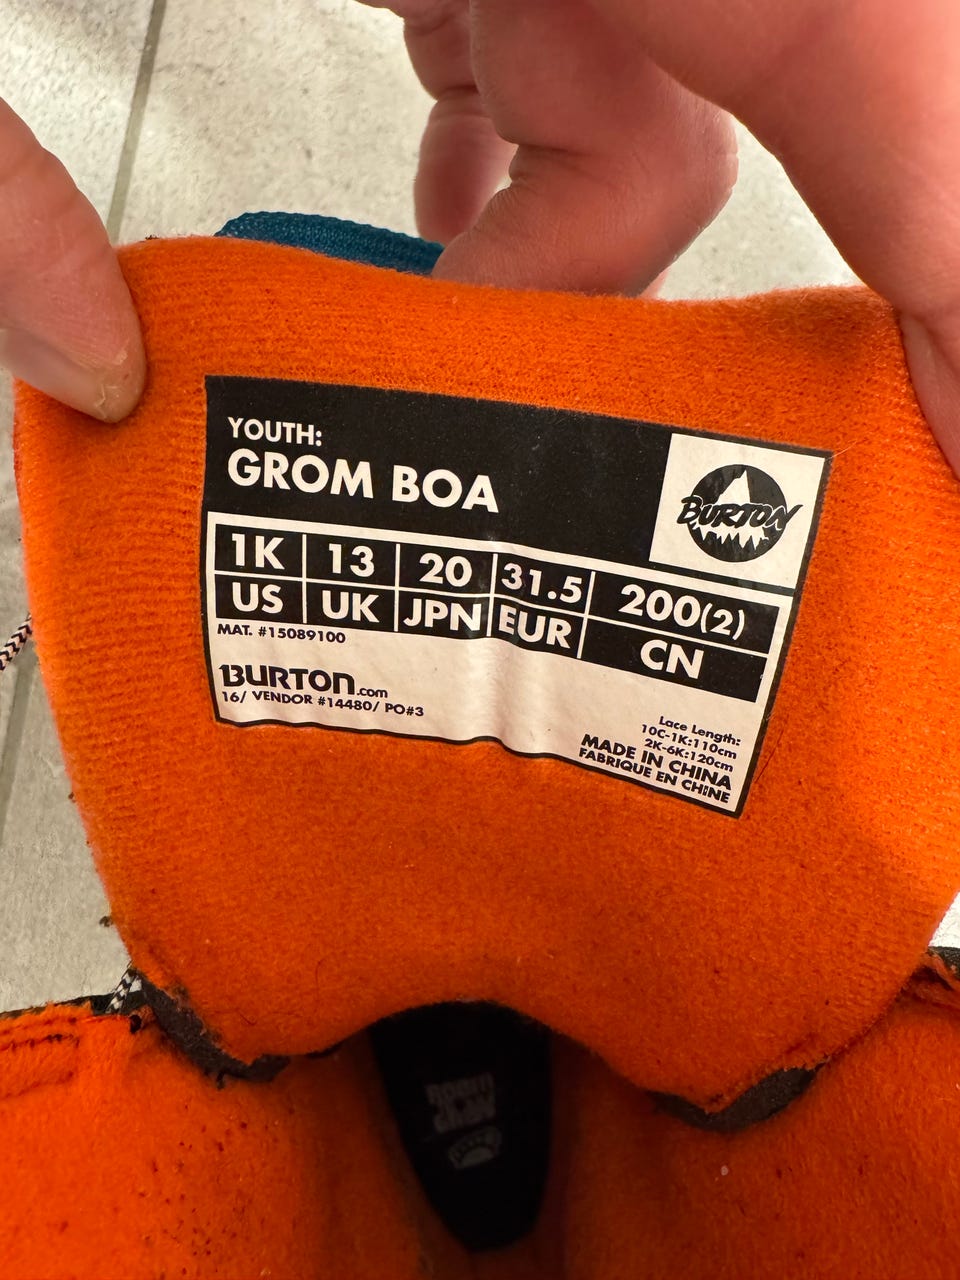 YOUTH:
GROM BOA
BURTON
1K 13 20 31.5 200(2)
US UK JPN EUR CN
MAT. #15089100
BURTON.com
16/ VENDOR #14480/ PO#3
Lace Length:
10C-1K:110cm
2K-6K:120cm
MADE IN CHINA
FABRIQUE EN CHINE